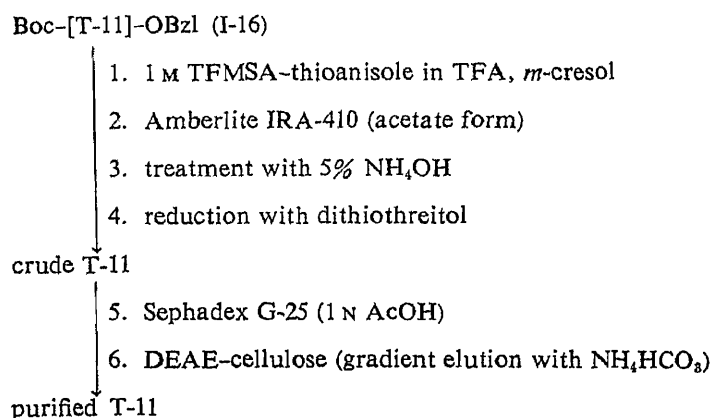 Boc-[T-11]-OBzl (I-16)
1. 1 M TFMSA-thioanisole in TFA, m-cresol
2. Amberlite IRA-410 (acetate form)
3. treatment with 5% NH₄OH
4. reduction with dithiothreitol
crude T-11
5. Sephadex G-25 (1 N AcOH)
6. DEAE-cellulose (gradient elution with NH₄HCO₃)
purified T-11